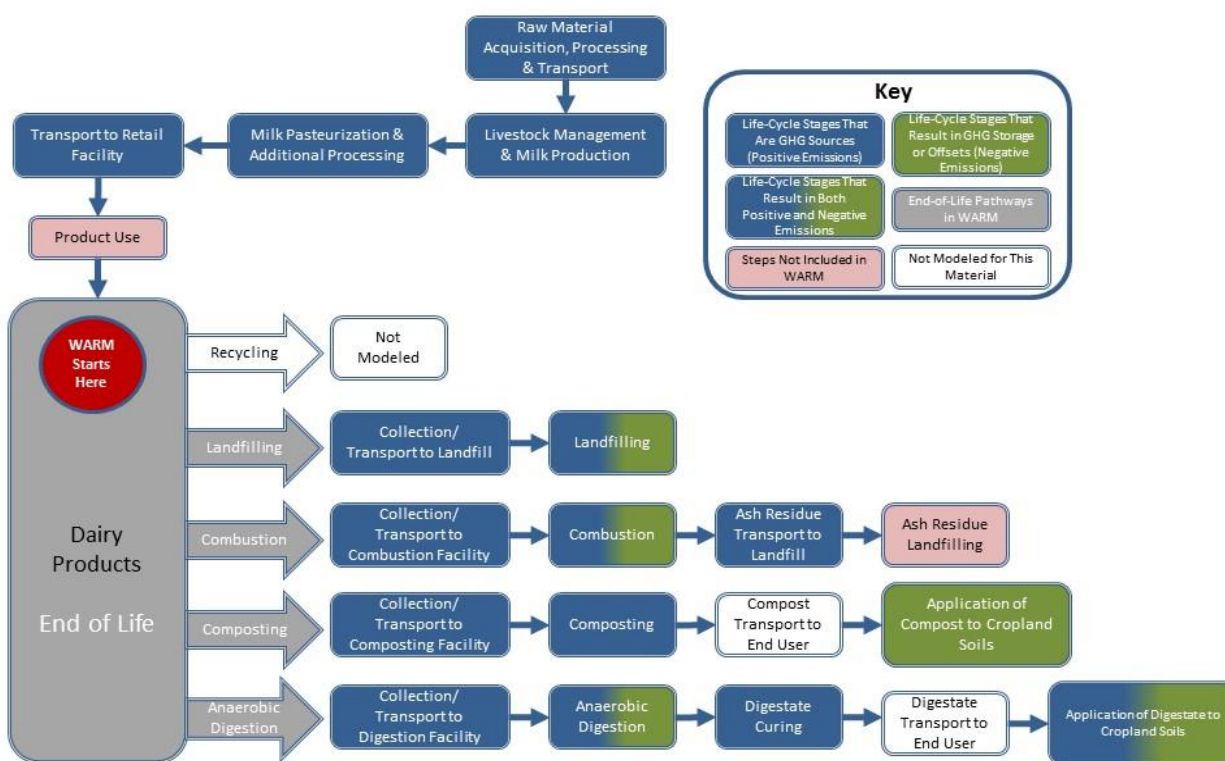 Raw Material
Acquisition, Processing
& Transport
Transport to Retail
Facility
Milk Pasteurization &
Additional Processing
Livestock Management
& Milk Production
Product Use
Key
Life-Cycle Stages That
Are GHG Sources
(Positive Emissions)
Life-Cycle Stages That
Result in GHG Storage
or Offsets (Negative
Emissions)
Life-Cycle Stages That
Result in Both
Positive and Negative
Emissions
End-of-Life Pathways
in WARM
Steps Not Included in
WARM
Not Modeled for This
Material
WARM
Starts
Here
Dairy
Products
End of Life
Recycling
Not
Modeled
Landfilling
Collection/
Transport to Landfill
Landfilling
Combustion
Collection/
Transport to
Combustion Facility
Combustion
Ash Residue
Transport to
Landfill
Ash Residue
Landfilling
Composting
Collection/
Transport to
Composting Facility
Composting
Compost
Transport to
End User
Application of
Compost to Cropland
Soils
Anaerobic
Digestion
Collection/
Transport to
Digestion Facility
Anaerobic
Digestion
Digestate
Curing
Digestate
Transport to
End User
Application of Digestate to
Cropland Soils